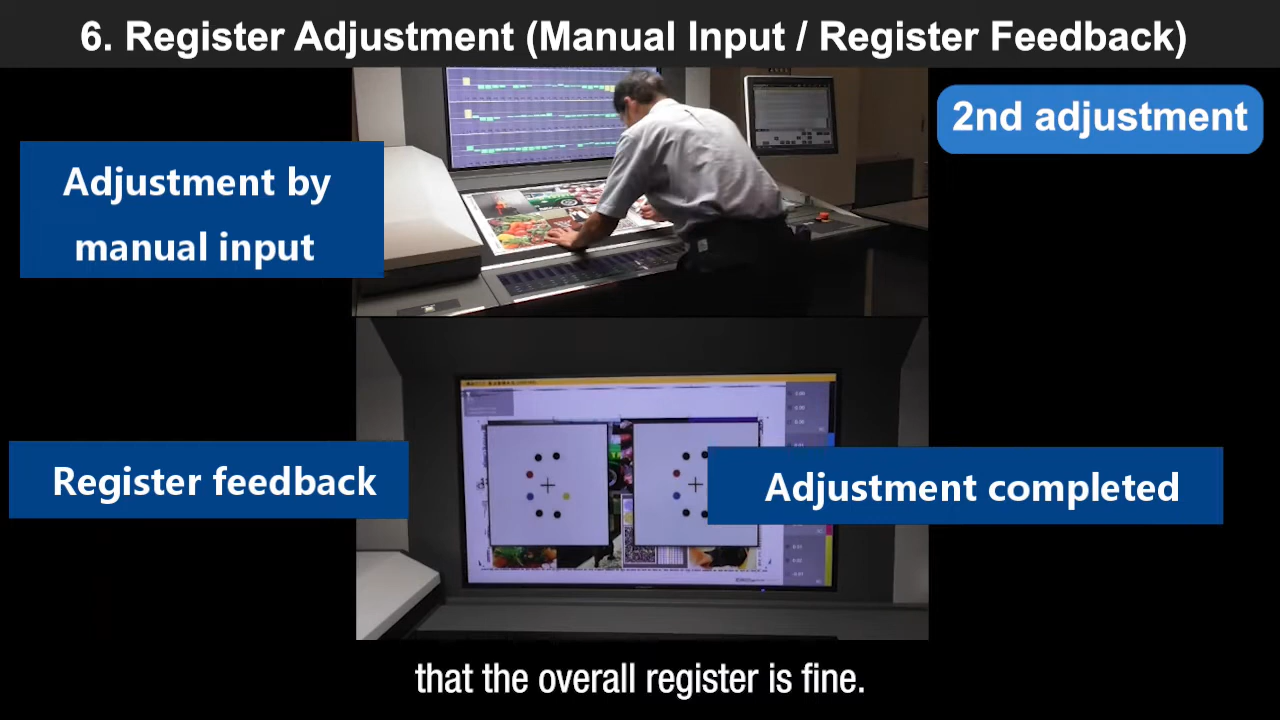 6. Register Adjustment (Manual Input / Register Feedback)
2nd adjustment
Adjustment by
manual input
Register feedback
Adjustment completed
that the overall register is fine.